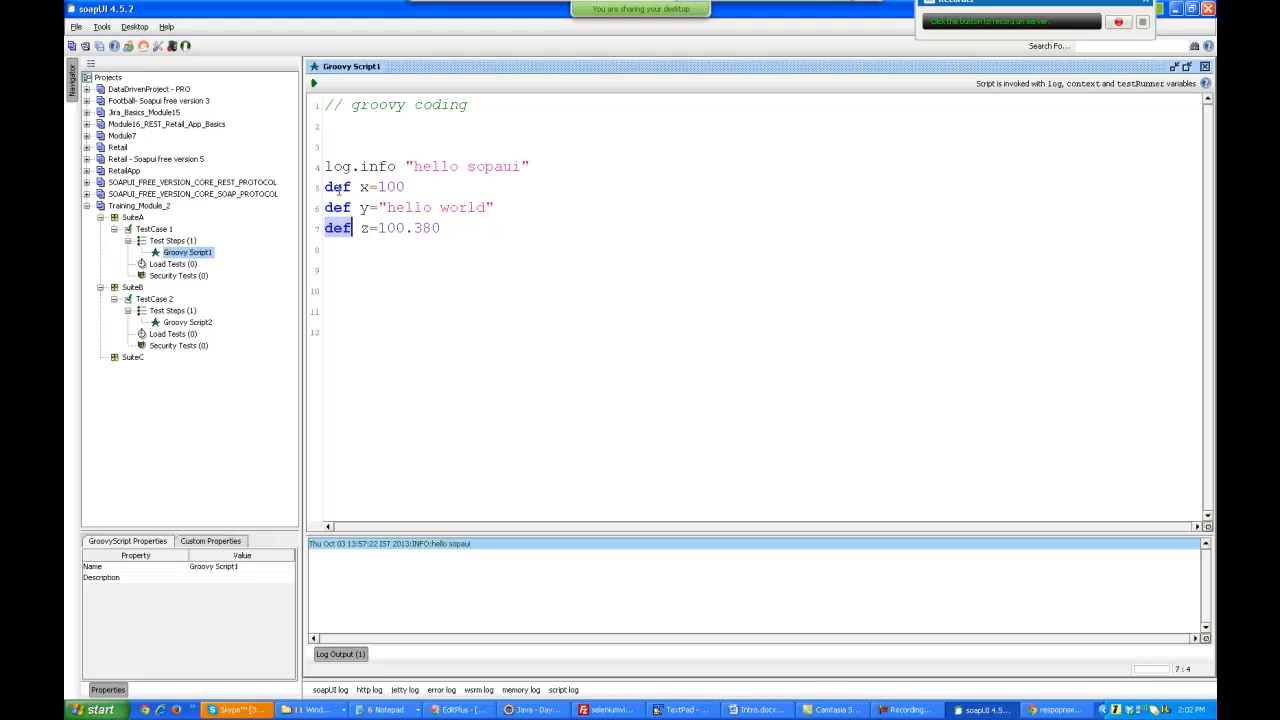 You are sharing your desktop
soapUI 4.5.2
Recorder
Click the button to record on server.
File Tools Desktop Help
Search Fo...
Navigator
Projects
DataDrivenProject - PRO
Football- Soapui free version 3
Jira_Basics_Module15
Module16_REST_Retail_App_Basics
Module7
Retail
Retail - Soapui free version 5
RetailApp
SOAPUI_FREE_VERSION_CORE_REST_PROTOCOL
SOAPUI_FREE_VERSION_CORE_SOAP_PROTOCOL
Training_Module_2
SuiteA
TestCase 1
Test Steps (1)
Groovy Script1
Load Tests (0)
Security Tests (0)
SuiteB
TestCase 2
Test Steps (1)
Groovy Script2
Load Tests (0)
Security Tests (0)
SuiteC
Groovy Script1
Script is invoked with log, context and testRunner variables
1 // groovy coding
2
3
4 log.info "hello sopaui"
5 def x=100
6 def y="hello world"
7 def z=100.380
8
9
10
11
12
GroovyScript Properties Custom Properties
Property Value
Name Groovy Script1
Description
Properties
Thu Oct 03 13:57:22 IST 2013:INFO:hello sopaui
Log Output (1)
7 : 4
soapUI log http log jetty log error log wsrm log memory log script log
start
Skype™ [3...
11 Wind...
6 Notepad
EditPlus - ...
Java - Day...
seleniumvi...
TextPad - ...
Intro.docx...
Camtasia S...
Recording...
soapUI 4.5...
respopnse...
2:02 PM